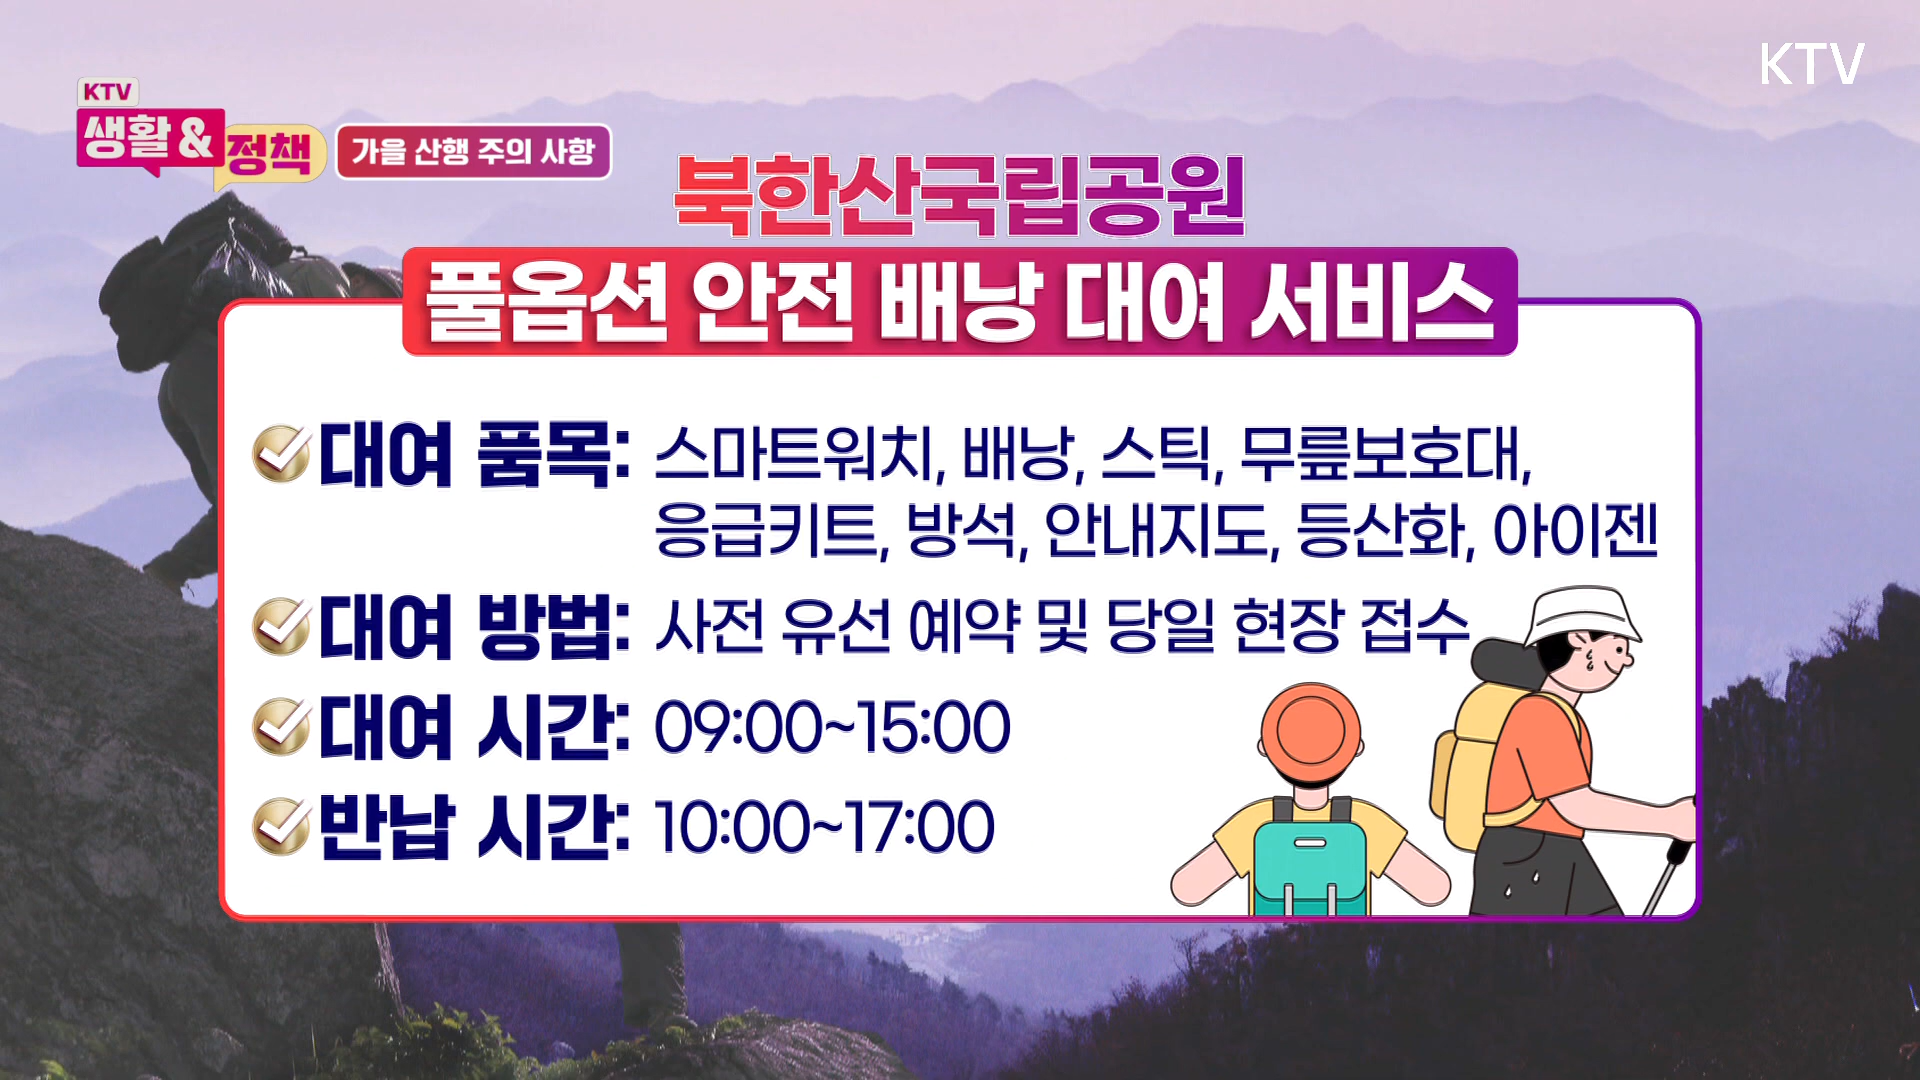 KTV
KTV
생활&
정책
가을 산행 주의 사항
북한산국립공원
풀옵션 안전 배낭 대여 서비스
대여 품목: 스마트워치, 배낭, 스틱, 무릎보호대,
응급키트, 방석, 안내지도, 등산화, 아이젠
대여 방법: 사전 유선 예약 및 당일 현장 접수
대여 시간: 09:00~15:00
반납 시간: 10:00~17:00